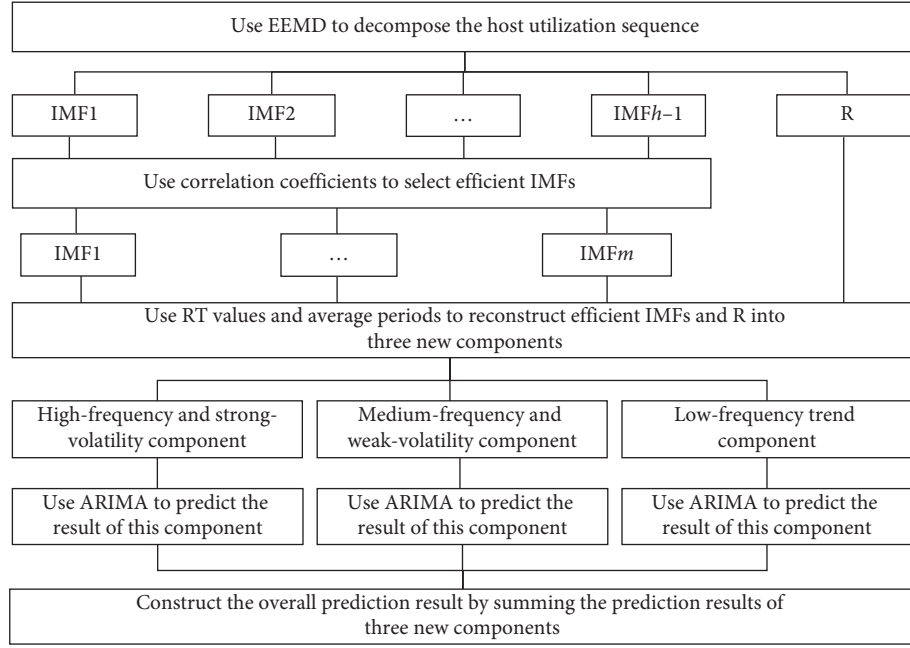 Use EEMD to decompose the host utilization sequence
IMF1
IMF2
…
IMFh–1
R
Use correlation coefficients to select efficient IMFs
IMF1
…
IMFm
Use RT values and average periods to reconstruct efficient IMFs and R into
three new components
High-frequency and strong-
volatility component
Medium-frequency and
weak-volatility component
Low-frequency trend
component
Use ARIMA to predict the
result of this component
Use ARIMA to predict the
result of this component
Use ARIMA to predict the
result of this component
Construct the overall prediction result by summing the prediction results of
three new components